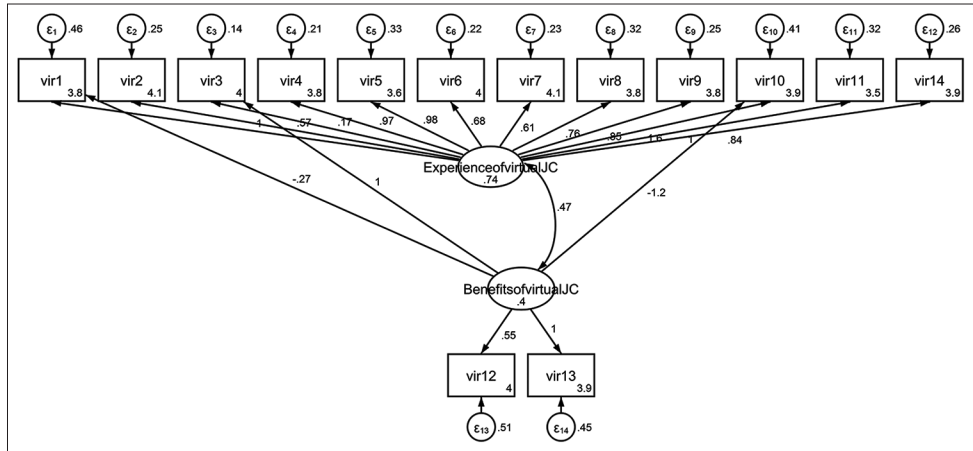 ε1 .46 ε2 .25 ε3 .14 ε4 .21 ε5 .33 ε6 .22 ε7 .23 ε8 .32 ε9 .25 ε10 .41 ε11 .32 ε12 .26
vir1 vir2 vir3 vir4 vir5 vir6 vir7 vir8 vir9 vir10 vir11 vir14
3.8 4.1 4 3.8 3.6 4 4.1 3.8 3.8 3.9 3.5 3.9
1 .57 .17 .97 .98 .68 .61 .76 .85 1.6 1 .84
ExperienceofvirtualJC
.74
-.27 1 .47 -1.2
BenefitsofvirtualJC
.4
.55 1
vir12 vir13
4 3.9
ε13 .51 ε14 .45